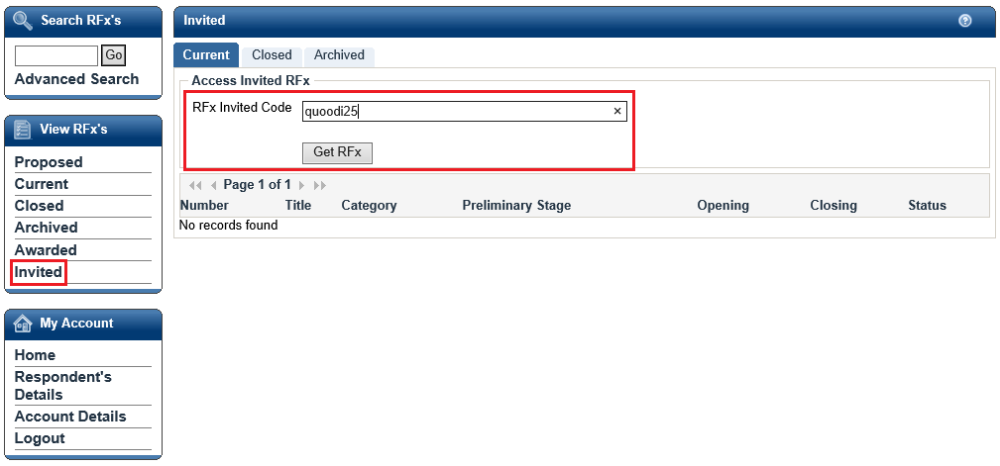 Search RFx's
Go
Advanced Search
View RFx's
Proposed
Current
Closed
Archived
Awarded
Invited
My Account
Home
Respondent's
Details
Account Details
Logout
Invited
?
Current Closed Archived
Access Invited RFx
RFx Invited Code quoodi25 ×
Get RFx
Page 1 of 1
Number Title Category Preliminary Stage Opening Closing Status
No records found